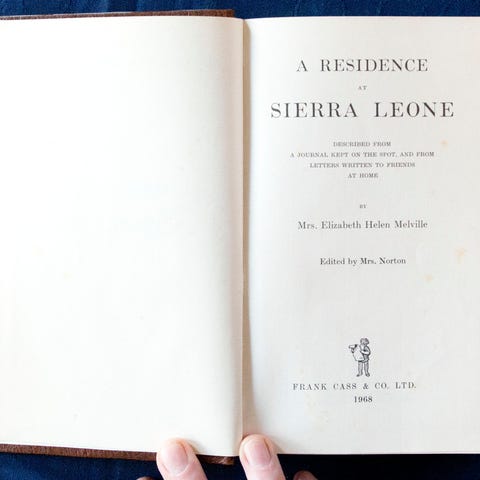 A RESIDENCE
AT
SIERRA LEONE
DESCRIBED FROM
A JOURNAL KEPT ON THE SPOT, AND FROM
LETTERS WRITTEN TO FRIENDS
AT HOME
BY
Mrs. Elizabeth Helen Melville
Edited by Mrs. Norton
FRANK CASS & CO. LTD.
1968